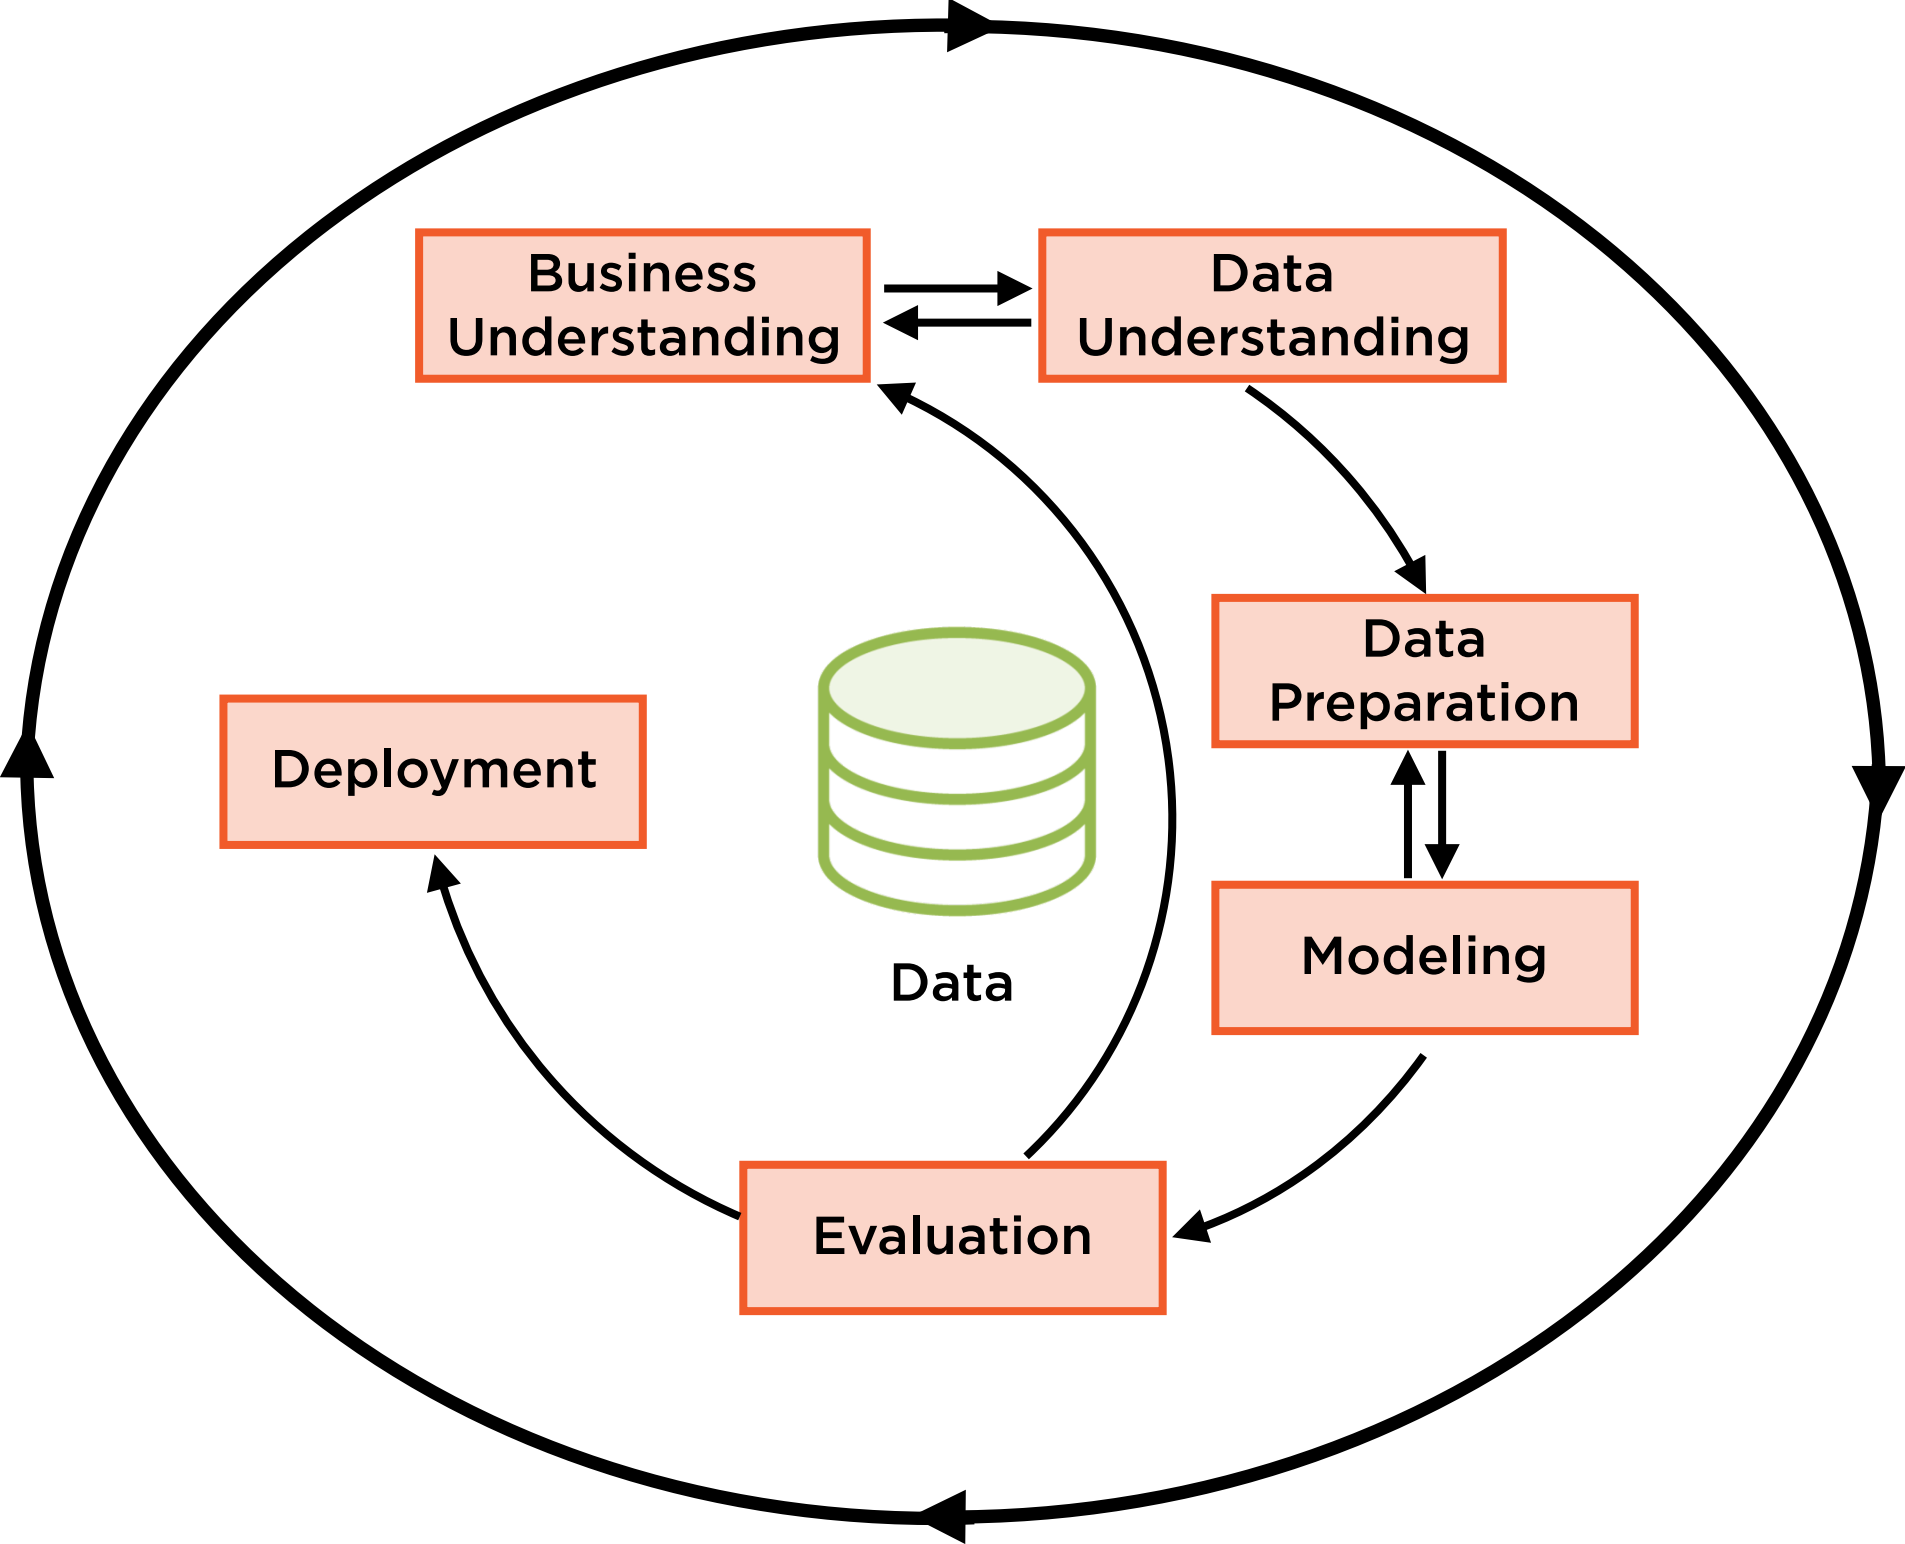 Business
Understanding
Data
Understanding
Data
Preparation
Deployment
Modeling
Data
Evaluation